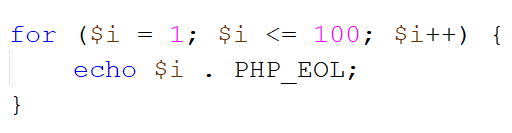 for ($i = 1; $i <= 100; $i++) {
    echo $i . PHP_EOL;
}